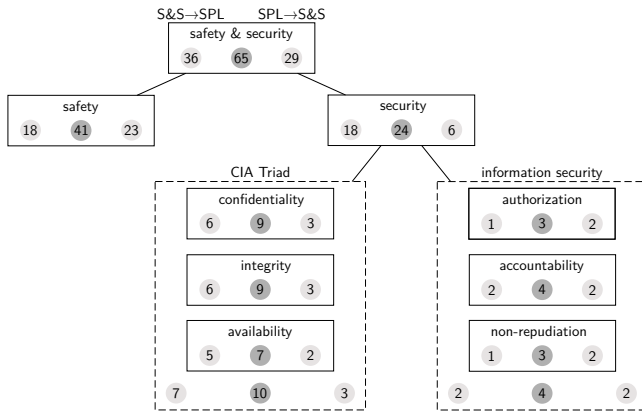 S&S→SPL SPL→S&S
safety & security
36 65 29
safety
18 41 23
security
18 24 6
CIA Triad
confidentiality
6 9 3
integrity
6 9 3
availability
5 7 2
7 10 3
information security
authorization
1 3 2
accountability
2 4 2
non-repudiation
1 3 2
2 4 2